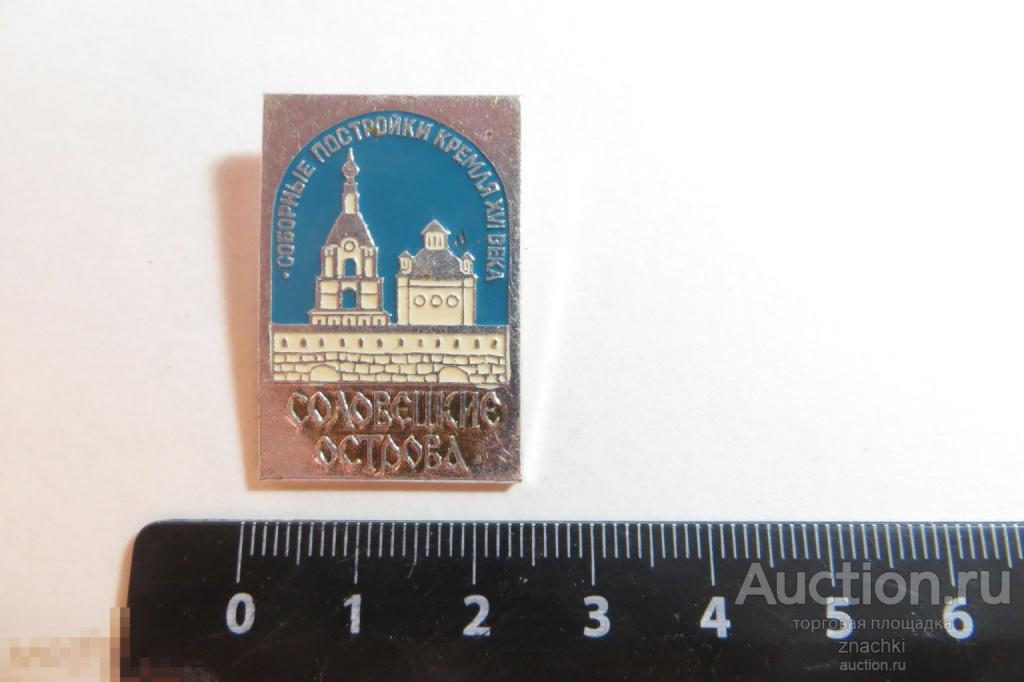 · СОБОРНЫЕ ПОСТРОЙКИ КРЕМЛЯ XVI ВЕКА
СОЛОВЕЦКИЕ
ОСТРОВА
0 1 2 3 4 5 6
Auction.ru
торговая площадка
znachki
auction.ru